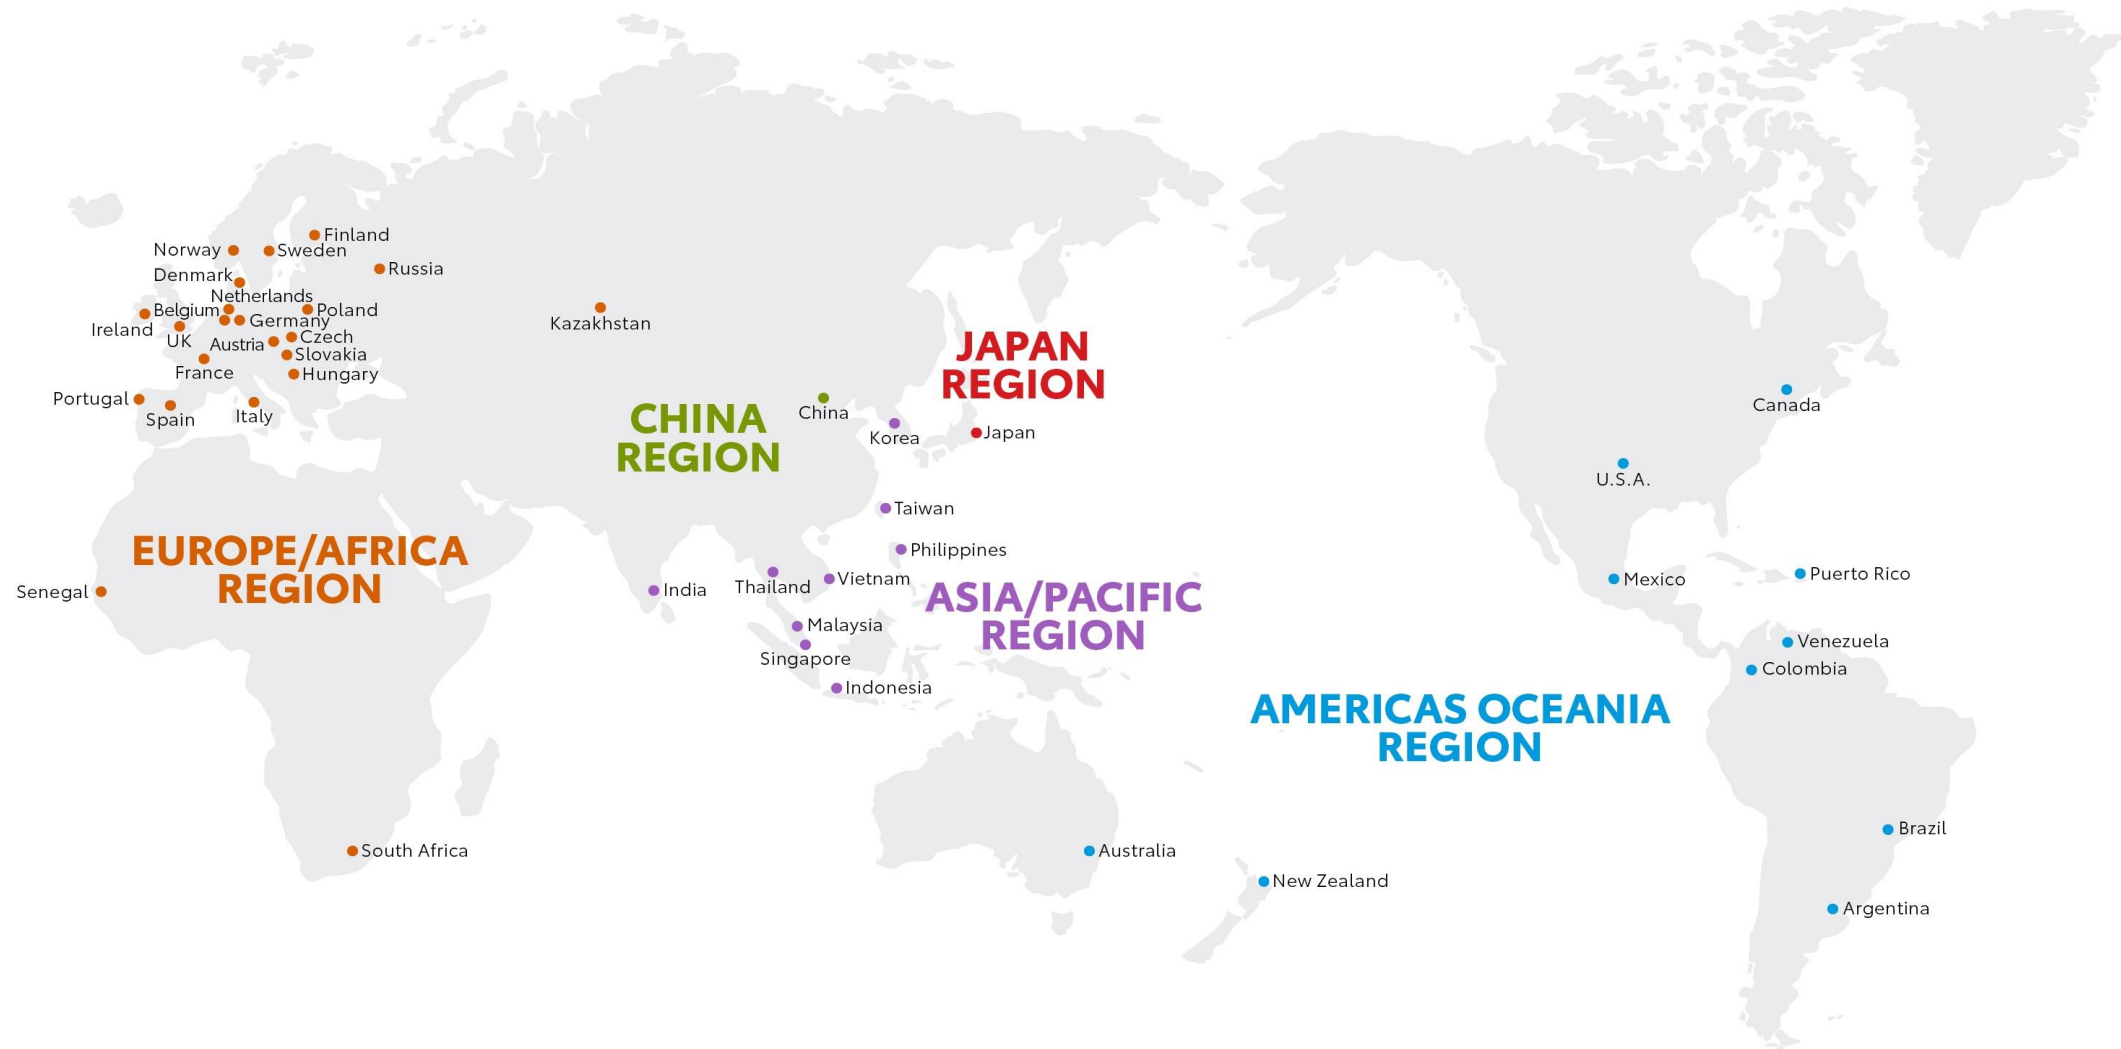 Finland
Norway
Sweden
Denmark
Russia
Netherlands
Belgium
Poland
Germany
Ireland
UK
Austria
Czech
Slovakia
France
Hungary
Portugal
Spain
Italy
Kazakhstan
JAPAN
REGION
CHINA
REGION
China
Korea
Japan
Canada
U.S.A.
Taiwan
EUROPE/AFRICA
REGION
Senegal
Philippines
India
Thailand
Vietnam
ASIA/PACIFIC
REGION
Malaysia
Singapore
Indonesia
Mexico
Puerto Rico
Venezuela
Colombia
AMERICAS OCEANIA
REGION
South Africa
Australia
New Zealand
Brazil
Argentina